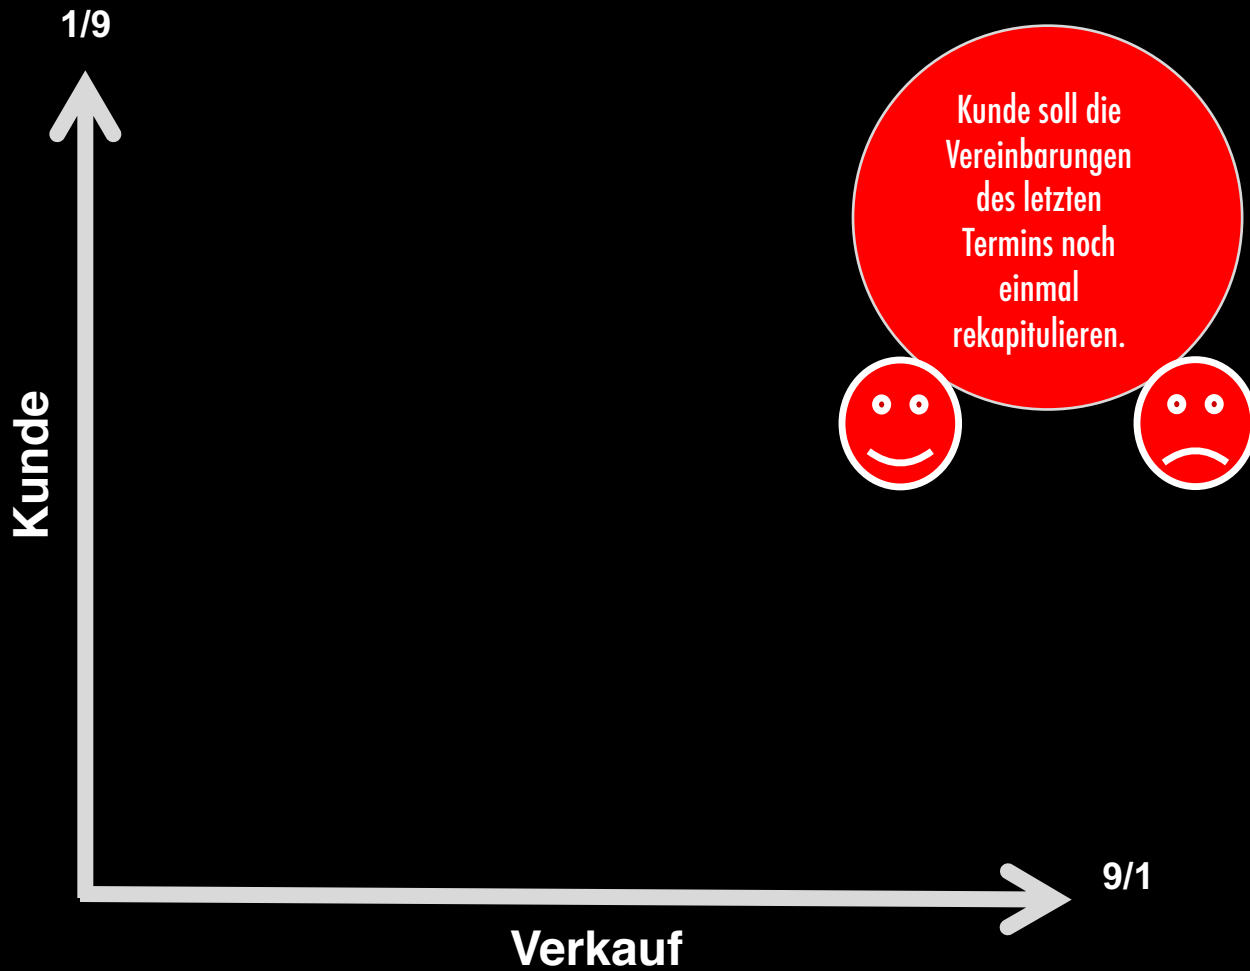 1/9
Kunde soll die
Vereinbarungen
des letzten
Termins noch
einmal
rekapitulieren.
Kunde
9/1
Verkauf